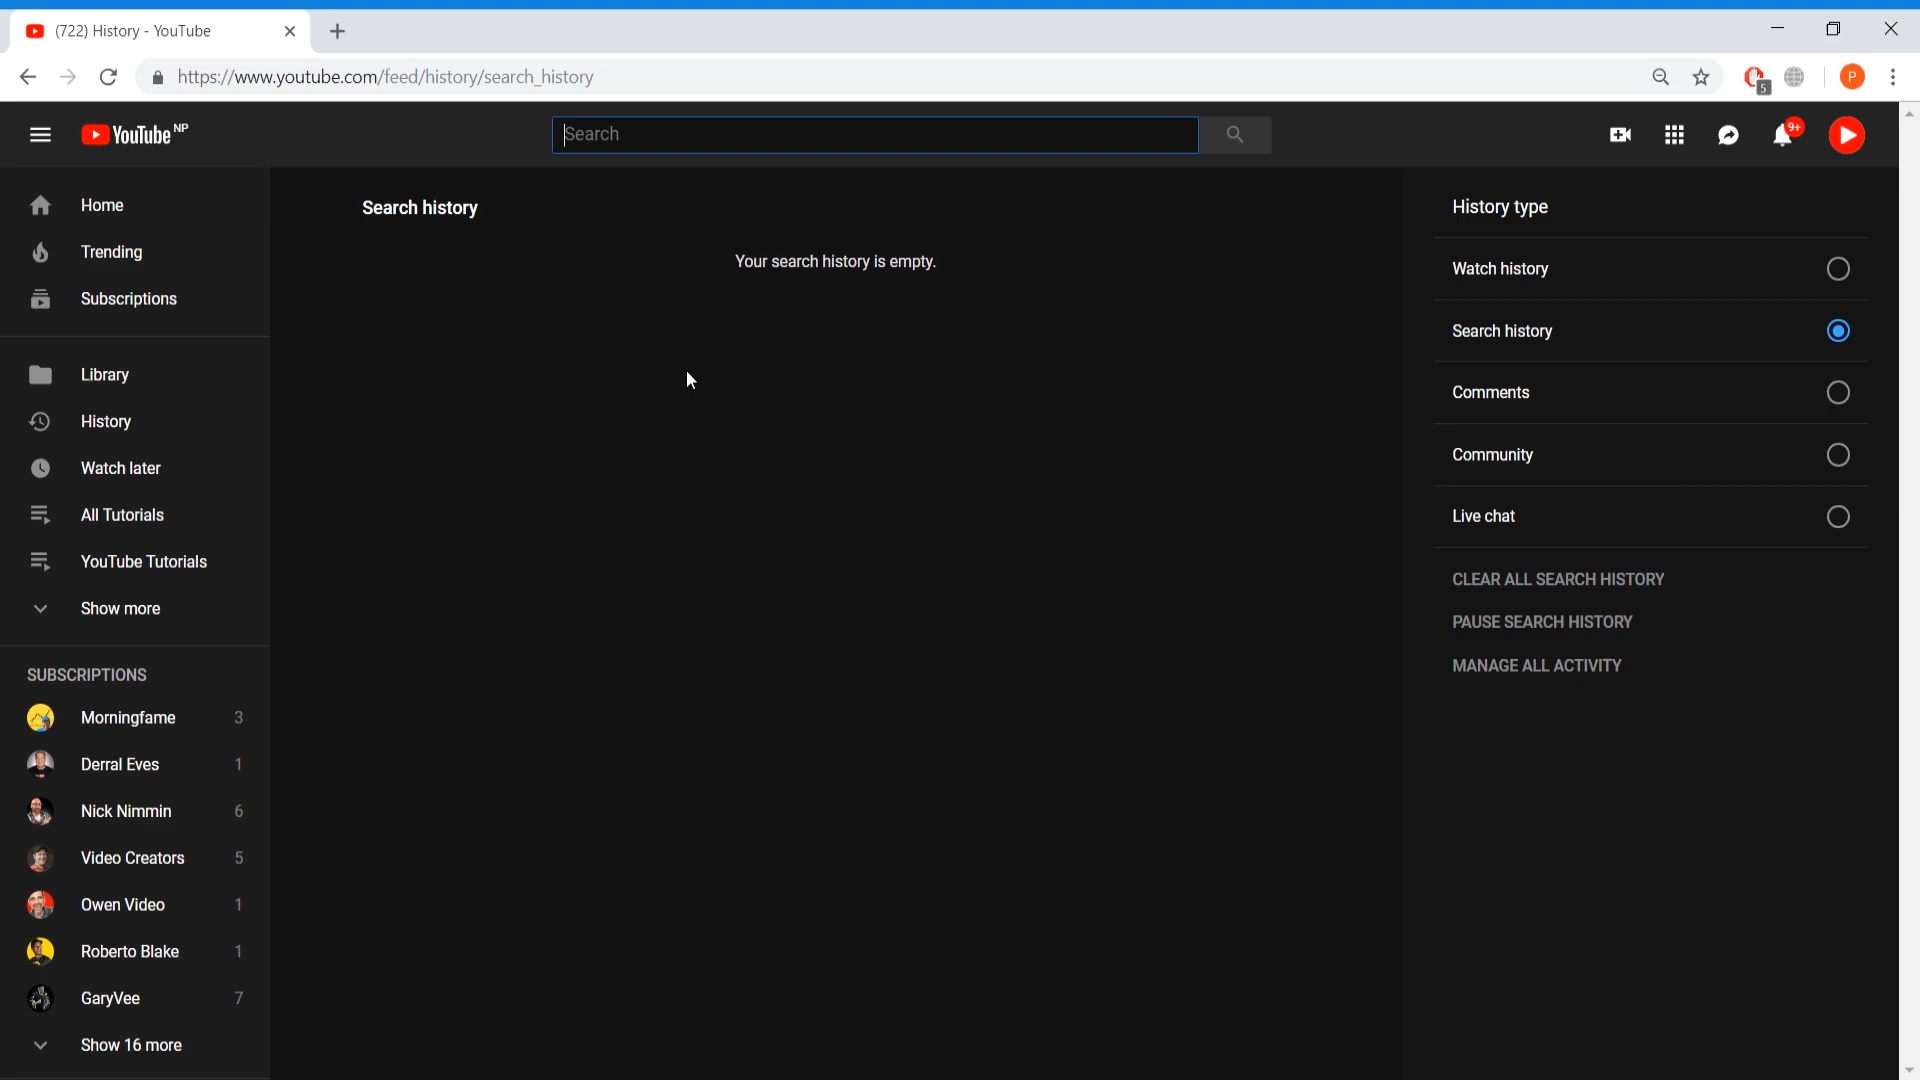 (722) History - YouTube
https://www.youtube.com/feed/history/search_history
5
P
YouTube NP
Search
9+
Home
Trending
Subscriptions
Library
History
Watch later
All Tutorials
YouTube Tutorials
Show more
SUBSCRIPTIONS
Morningfame 3
Derral Eves 1
Nick Nimmin 6
Video Creators 5
Owen Video 1
Roberto Blake 1
GaryVee 7
Show 16 more
Search history
Your search history is empty.
History type
Watch history
Search history
Comments
Community
Live chat
CLEAR ALL SEARCH HISTORY
PAUSE SEARCH HISTORY
MANAGE ALL ACTIVITY